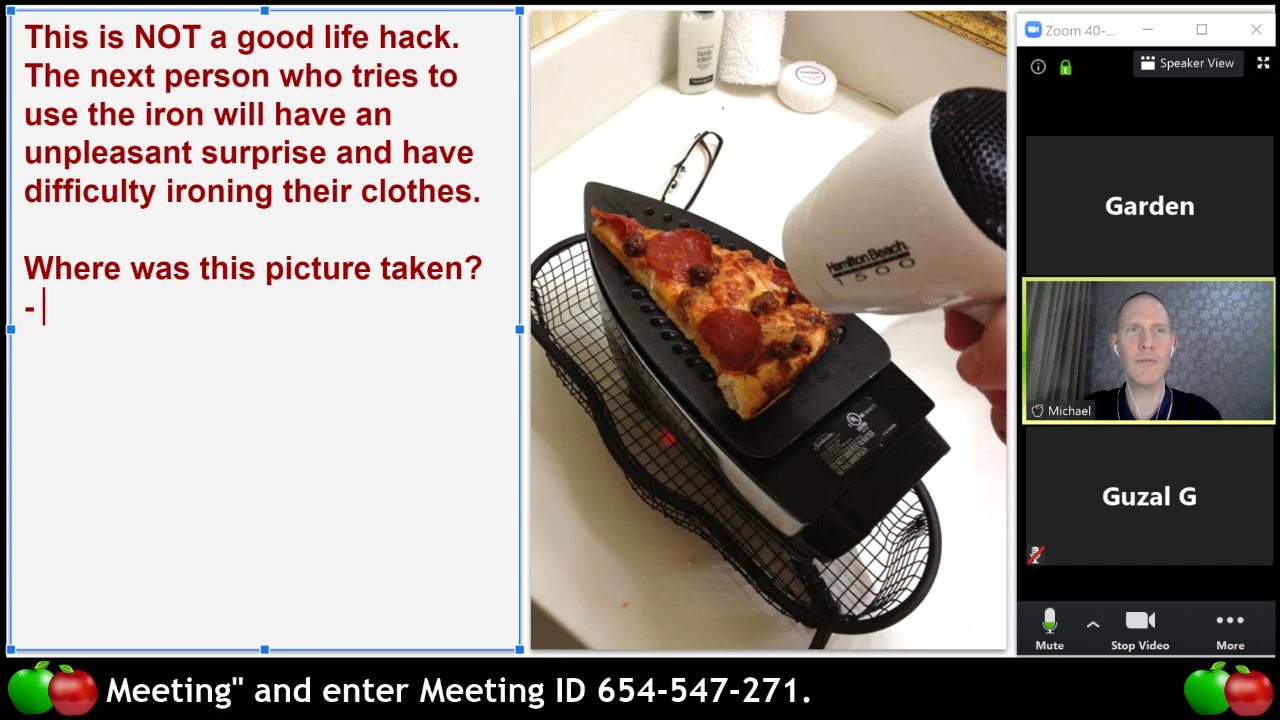 This is NOT a good life hack.
The next person who tries to
use the iron will have an
unpleasant surprise and have
difficulty ironing their clothes.
Where was this picture taken?
-
body
lotion
Hamilton Beach
1500
Zoom 40-...
Speaker View
Garden
Michael
Guzal G
Mute
Stop Video
More
Meeting" and enter Meeting ID 654-547-271.